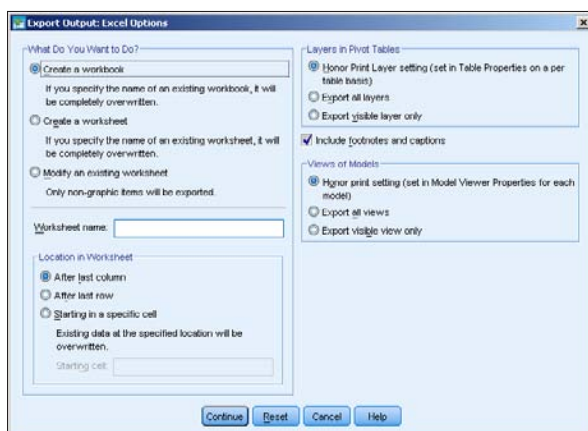 Export Output: Excel Options
What Do You Want to Do?
Create a workbook
If you specify the name of an existing workbook, it will
be completely overwritten.
Create a worksheet
If you specify the name of an existing worksheet, it will
be completely overwritten.
Modify an existing worksheet
Only non-graphic items will be exported.
Worksheet name:
Location in Worksheet
After last column
After last row
Starting in a specific cell
Existing data at the specified location will be
overwritten.
Starting cell:
Layers in Pivot Tables
Honor Print Layer setting (set in Table Properties on a per
table basis)
Export all layers
Export visible layer only
Include footnotes and captions
Views of Models
Honor print setting (set in Model Viewer Properties for each
model)
Export all views
Export visible view only
Continue
Reset
Cancel
Help